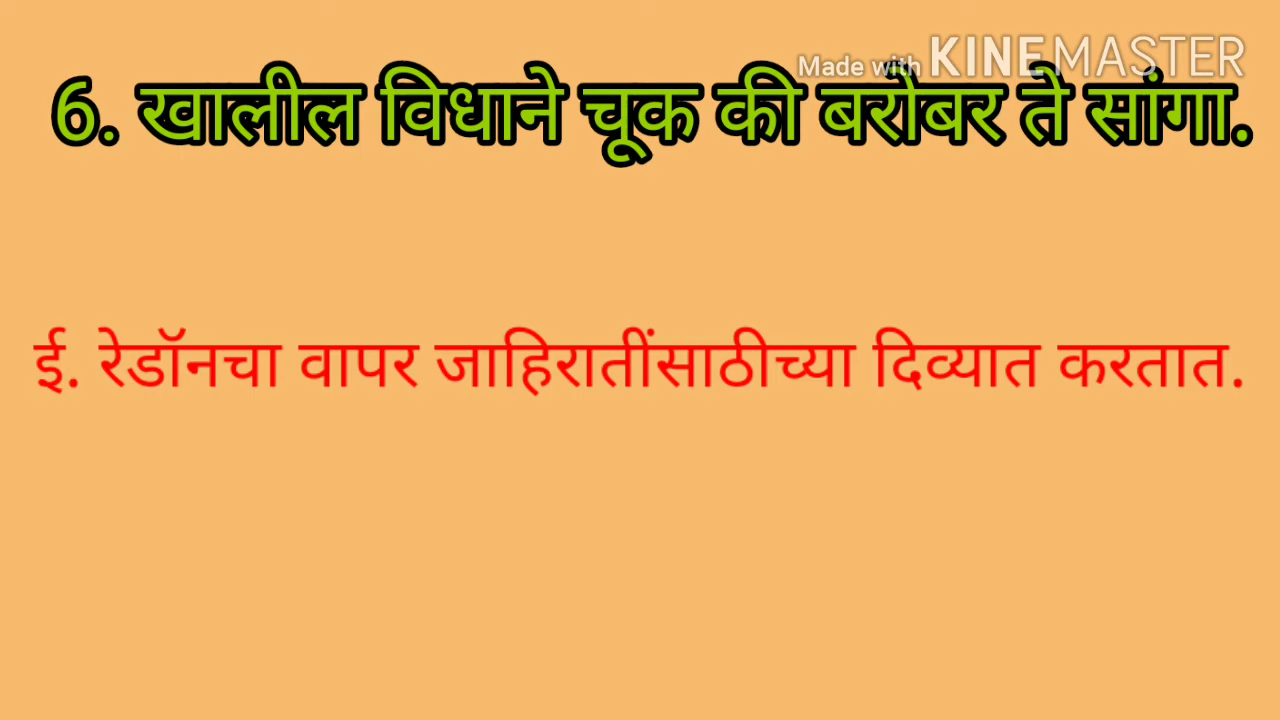 Made with KINEMASTER
6. खालील विधाने चूक की बरोबर ते सांगा.
ई. रेडॉनचा वापर जाहिरातींसाठीच्या दिव्यात करतात.